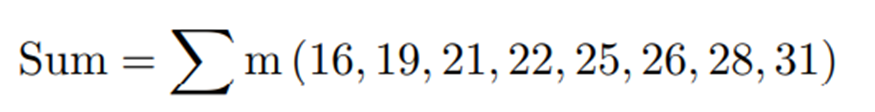 Sum = ∑ m (16, 19, 21, 22, 25, 26, 28, 31)